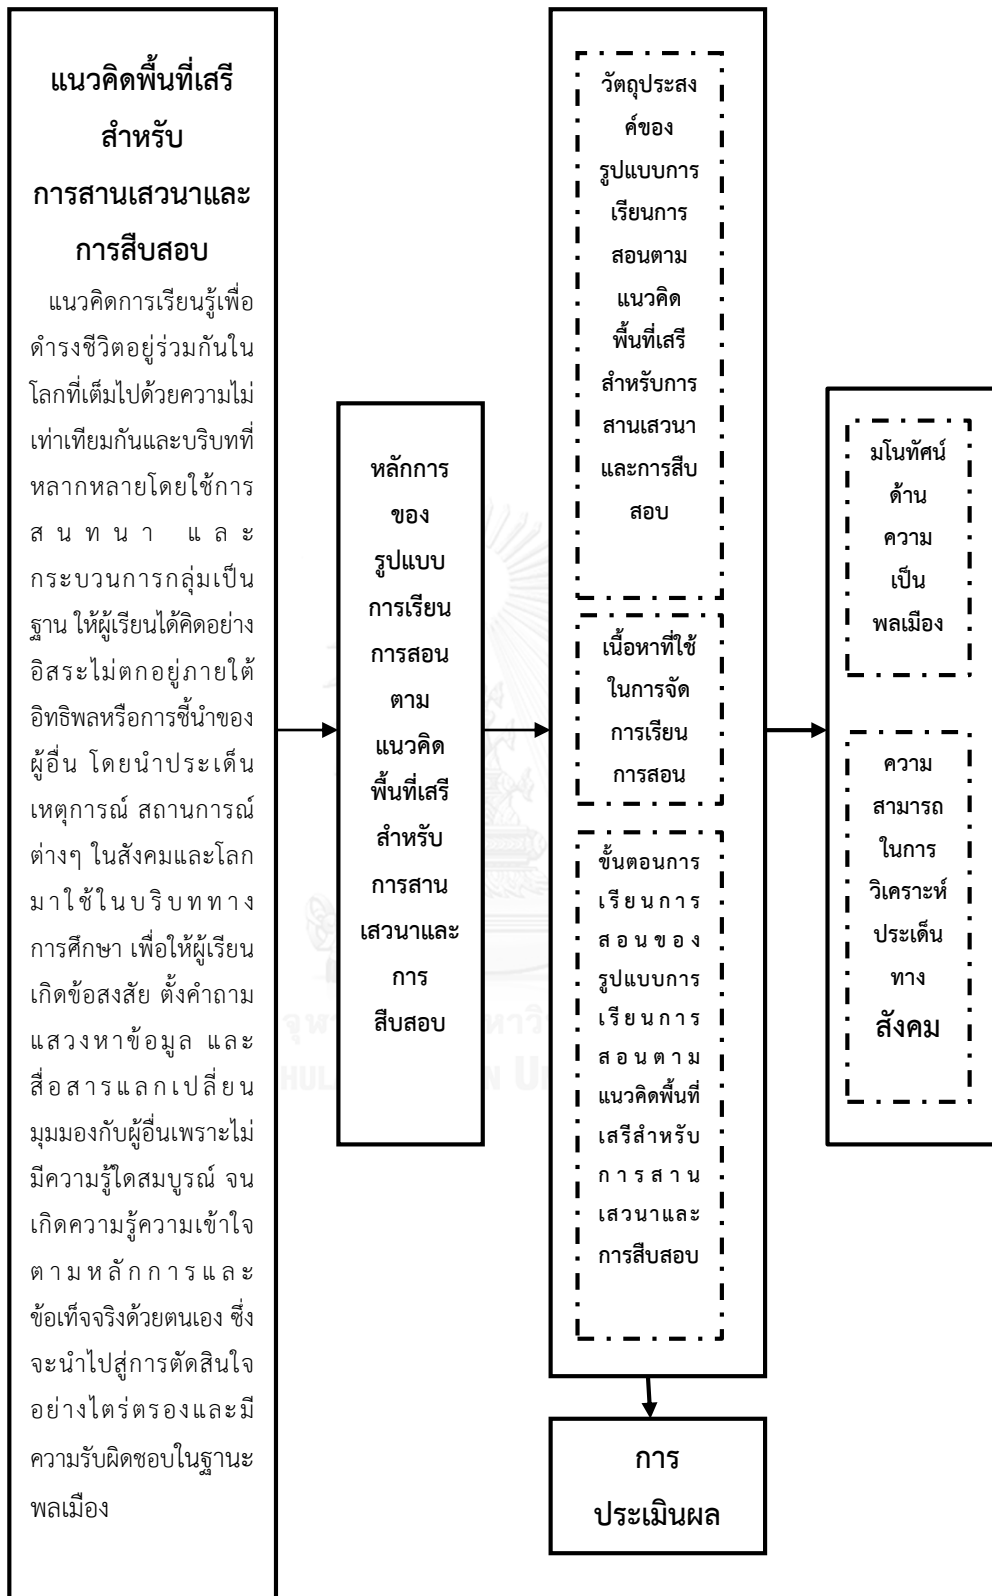 แนวคิดพื้นที่เสรี
สำหรับ
การสานเสวนาและ
การสืบสอบ
แนวคิดการเรียนรู้เพื่อ
ดำรงชีวิตอยู่ร่วมกันใน
โลกที่เต็มไปด้วยความไม่
เท่าเทียมกันและบริบทที่
หลากหลายโดยใช้การ
สนทนา และ
กระบวนการกลุ่มเป็น
ฐาน ให้ผู้เรียนได้คิดอย่าง
อิสระไม่ตกอยู่ภายใต้
อิทธิพลหรือการชี้นำของ
ผู้อื่น โดยนำประเด็น
เหตุการณ์ สถานการณ์
ต่างๆ ในสังคมและโลก
มาใช้ในบริบททาง
การศึกษา เพื่อให้ผู้เรียน
เกิดข้อสงสัย ตั้งคำถาม
แสวงหาข้อมูล และ
สื่อสารแลกเปลี่ยน
มุมมองกับผู้อื่นเพราะไม่
มีความรู้ใดสมบูรณ์ จน
เกิดความรู้ความเข้าใจ
ตามหลักการและ
ข้อเท็จจริงด้วยตนเอง ซึ่ง
จะนำไปสู่การตัดสินใจ
อย่างไตร่ตรองและมี
ความรับผิดชอบในฐานะ
พลเมือง
หลักการ
ของ
รูปแบบ
การเรียน
การสอน
ตาม
แนวคิด
พื้นที่เสรี
สำหรับ
การสาน
เสวนาและ
การ
สืบสอบ
วัตถุประสง
ค์ของ
รูปแบบการ
เรียนการ
สอนตาม
แนวคิด
พื้นที่เสรี
สำหรับการ
สานเสวนา
และการสืบ
สอบ
เนื้อหาที่ใช้
ในการจัด
การเรียน
การสอน
ขั้นตอนการ
เรียนการ
สอนของ
รูปแบบการ
เรียนการ
สอนตาม
แนวคิดพื้นที่
เสรีสำหรับ
การสาน
เสวนาและ
การสืบสอบ
การ
ประเมินผล
มโนทัศน์
ด้าน
ความ
เป็น
พลเมือง
ความ
สามารถ
ในการ
วิเคราะห์
ประเด็น
ทาง
สังคม